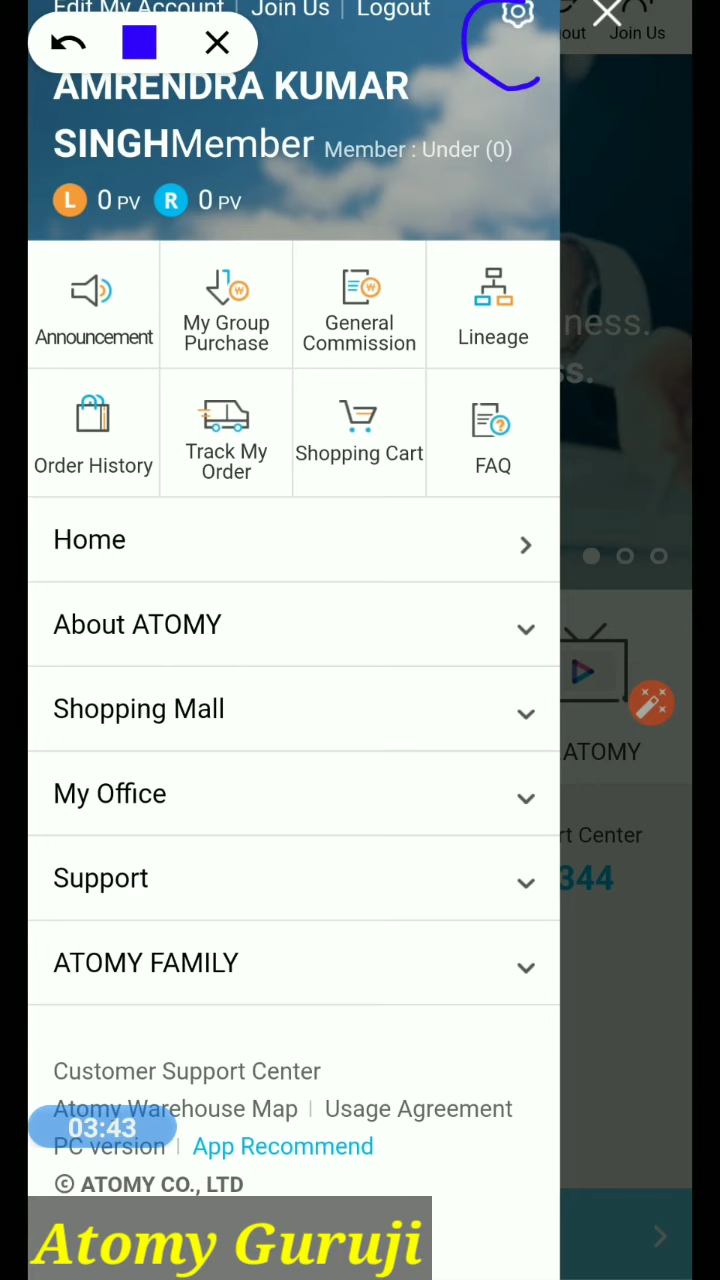 Edit My Account | Join Us | Logout
out Join Us
AMRENDRA KUMAR
SINGHMember Member : Under (0)
L 0 PV R 0 PV
Announcement
My Group
Purchase
General
Commission
Lineage
ness.
s.
Order History
Track My
Order
Shopping Cart
FAQ
Home
About ATOMY
Shopping Mall
ATOMY
My Office
rt Center
Support
344
ATOMY FAMILY
Customer Support Center
Atomy Warehouse Map | Usage Agreement
03:43
PC version | App Recommend
© ATOMY CO., LTD
Atomy Guruji